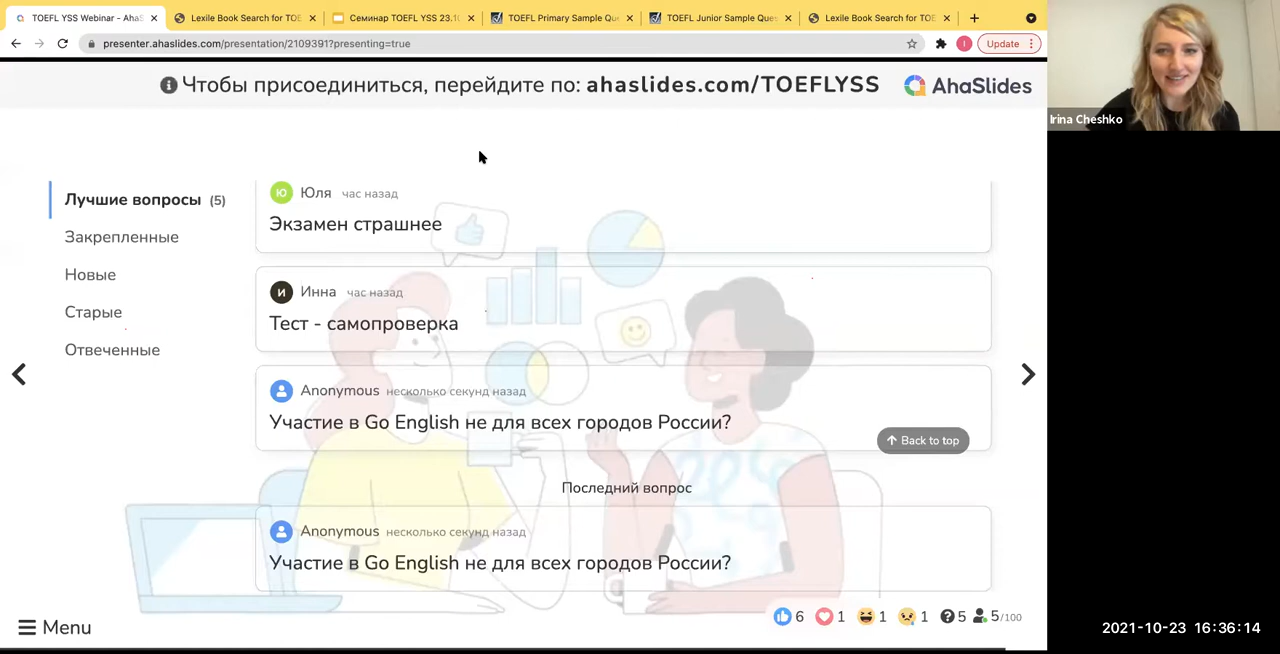 TOEFL YSS Webinar - AhaS
Lexile Book Search for TOE
Семинар TOEFL YSS 23.10
TOEFL Primary Sample Que
TOEFL Junior Sample Ques
Lexile Book Search for TOE
presenter.ahaslides.com/presentation/2109391?presenting=true
I
Update
Чтобы присоединиться, перейдите по: ahaslides.com/TOEFLYSS
AhaSlides
Irina Cheshko
Лучшие вопросы (5)
Закрепленные
Новые
Старые
Отвеченные
Ю Юля час назад
Экзамен страшнее
И Инна час назад
Тест - самопроверка
Anonymous несколько секунд назад
Участие в Go English не для всех городов России?
Back to top
Последний вопрос
Anonymous несколько секунд назад
Участие в Go English не для всех городов России?
Menu
6 1 1 1 5 5/100
2021-10-23 16:36:14